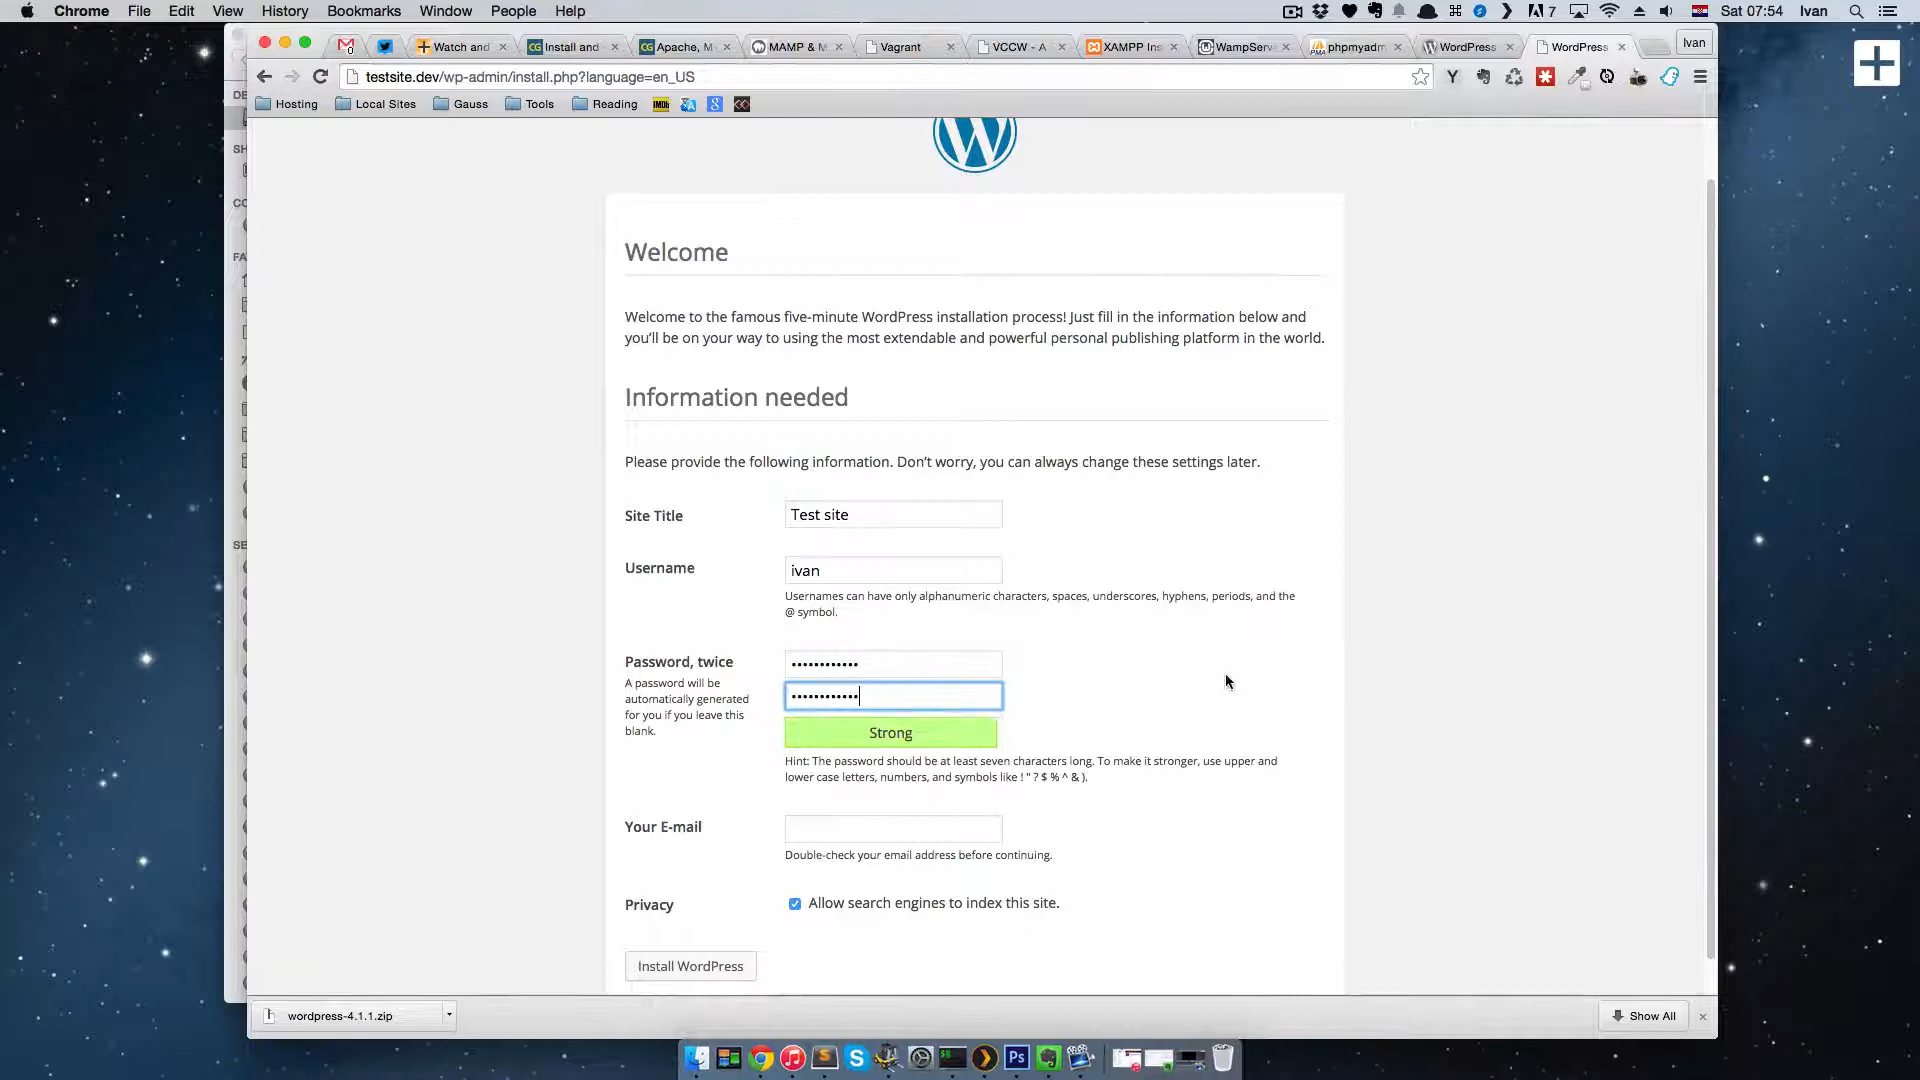 Chrome File Edit View History Bookmarks Window People Help
7 Sat 07:54 Ivan
Watch and Install and Apache, M MAMP & M Vagrant VCCW - A XAMPP Ins WampServ phpmyadm WordPress WordPress Ivan
testsite.dev/wp-admin/install.php?language=en_US
Hosting Local Sites Gauss Tools Reading
Welcome
Welcome to the famous five-minute WordPress installation process! Just fill in the information below and
you'll be on your way to using the most extendable and powerful personal publishing platform in the world.
Information needed
Please provide the following information. Don't worry, you can always change these settings later.
Site Title Test site
Username ivan
Usernames can have only alphanumeric characters, spaces, underscores, hyphens, periods, and the
@ symbol.
Password, twice ••••••••••••
A password will be
automatically generated
for you if you leave this
blank.
••••••••••••
Strong
Hint: The password should be at least seven characters long. To make it stronger, use upper and
lower case letters, numbers, and symbols like ! " ? $ % ^ & ).
Your E-mail
Double-check your email address before continuing.
Privacy Allow search engines to index this site.
Install WordPress
wordpress-4.1.1.zip Show All